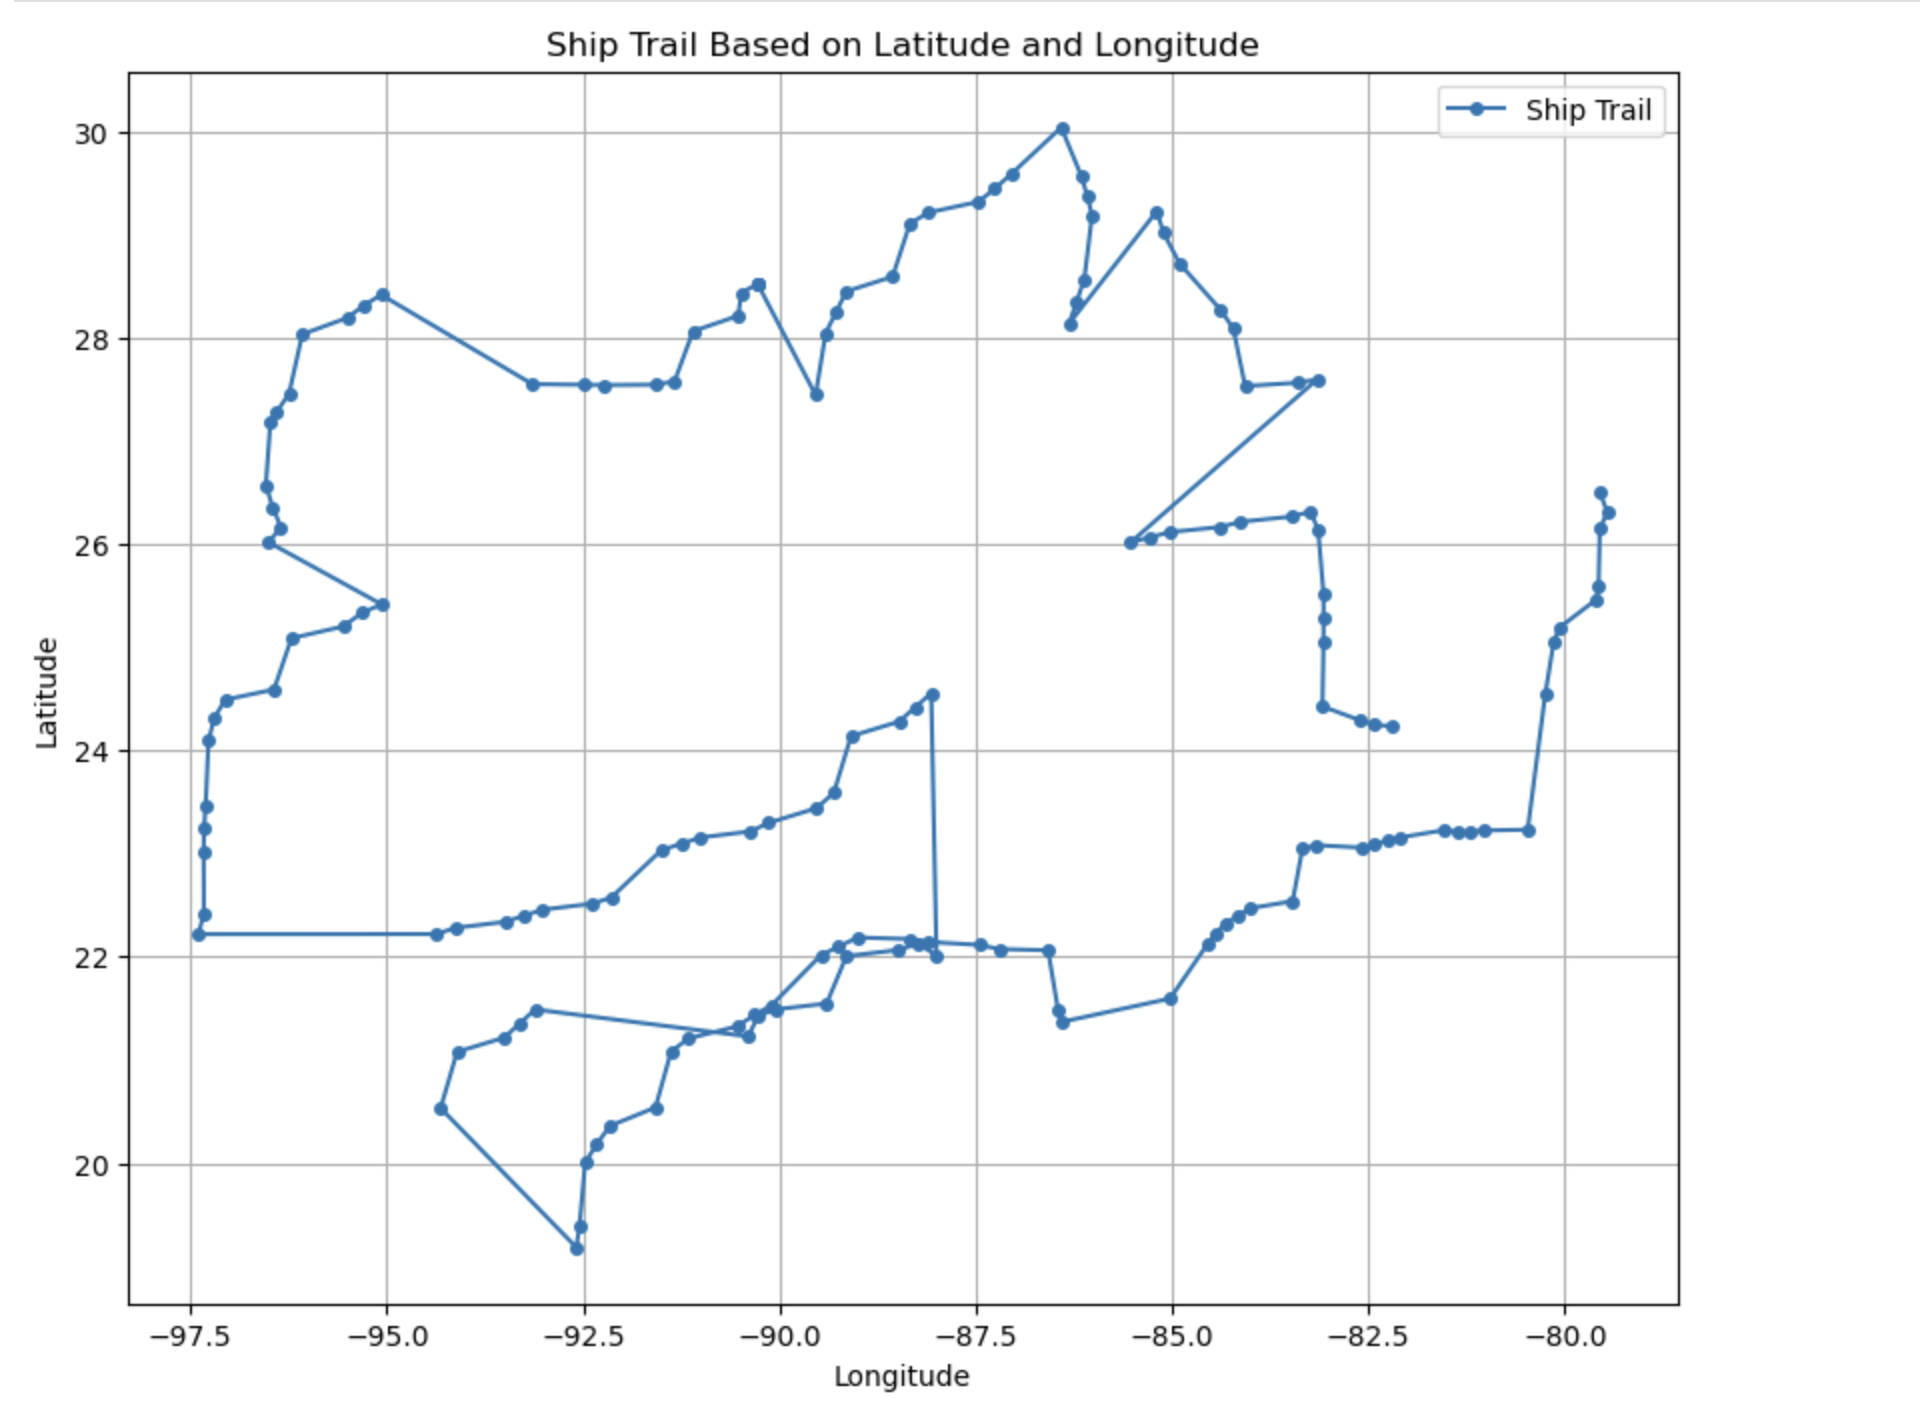 Ship Trail Based on Latitude and Longitude
Ship Trail
30
28
26
24
22
20
Latitude
−97.5 −95.0 −92.5 −90.0 −87.5 −85.0 −82.5 −80.0
Longitude